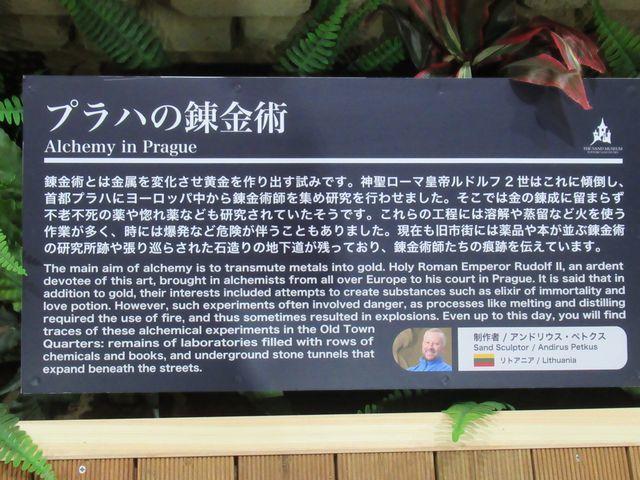 プラハの錬金術
Alchemy in Prague
THE SAND MUSEUM
錬金術とは金属を変化させ黄金を作り出す試みです。神聖ローマ皇帝ルドルフ2世はこれに傾倒し、
首都プラハにヨーロッパ中から錬金術師を集め研究を行わせました。そこでは金の錬成に留まらず
不老不死の薬や惚れ薬なども研究されていたそうです。これらの工程には溶解や蒸留など火を使う
作業が多く、時には爆発など危険が伴うこともありました。現在も旧市街には薬品や本が並ぶ錬金術
の研究所跡や張り巡らされた石造りの地下道が残っており、錬金術師たちの痕跡を伝えています。
The main aim of alchemy is to transmute metals into gold. Holy Roman Emperor Rudolf II, an ardent
devotee of this art, brought in alchemists from all over Europe to his court in Prague. It is said that in
addition to gold, their interests included attempts to create substances such as elixir of immortality and
love potion. However, such experiments often involved danger, as processes like melting and distilling
required the use of fire, and thus sometimes resulted in explosions. Even up to this day, you will find
traces of these alchemical experiments in the Old Town
Quarters: remains of laboratories filled with rows of
chemicals and books, and underground stone tunnels that
expand beneath the streets.
制作者 / アンドリウス・ペトクス
Sand Sculptor / Andirus Petkus
リトアニア / Lithuania